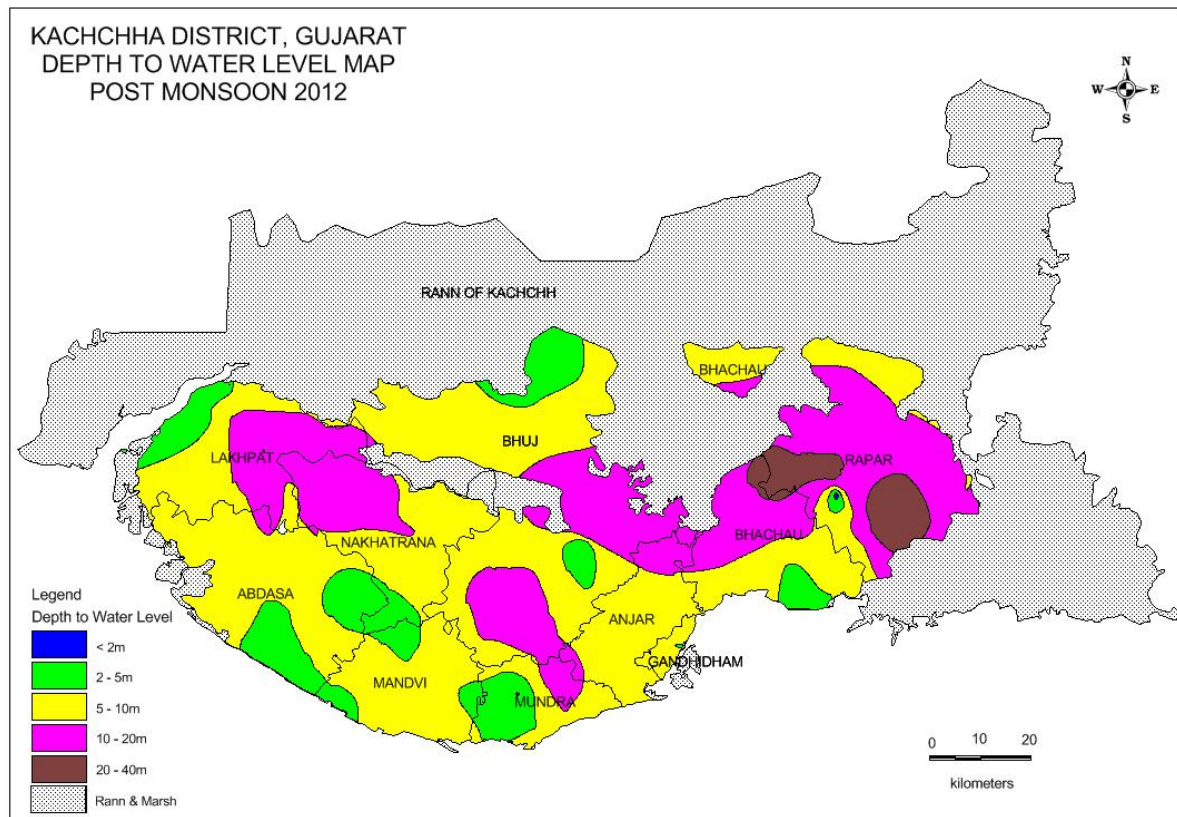 KACHCHHA DISTRICT, GUJARAT
DEPTH TO WATER LEVEL MAP
POST MONSOON 2012
N
W E
S
RANN OF KACHCHH
BHACHAU
BHUJ
LAKHPAT
RAPAR
BHACHAU
NAKHATRANA
ABDASA
ANJAR
GANDHIDHAM
MANDVI
MUNDRA
Legend
Depth to Water Level
< 2m
2 - 5m
5 - 10m
10 - 20m
20 - 40m
Rann & Marsh
0 10 20
kilometers